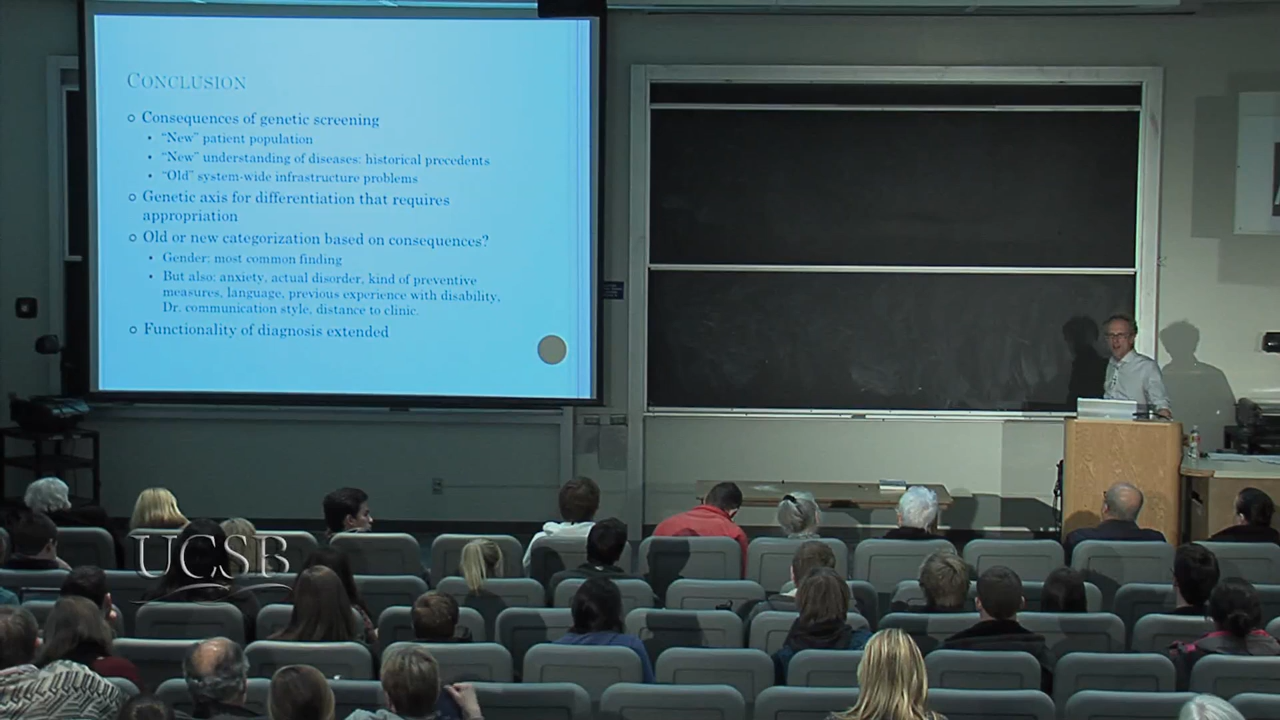 CONCLUSION
Consequences of genetic screening
"New" patient population
"New" understanding of diseases: historical precedents
"Old" system-wide infrastructure problems
Genetic axis for differentiation that requires
appropriation
Old or new categorization based on consequences?
Gender: most common finding
But also: anxiety, actual disorder, kind of preventive
measures, language, previous experience with disability,
Dr. communication style, distance to clinic.
Functionality of diagnosis extended
UCSB